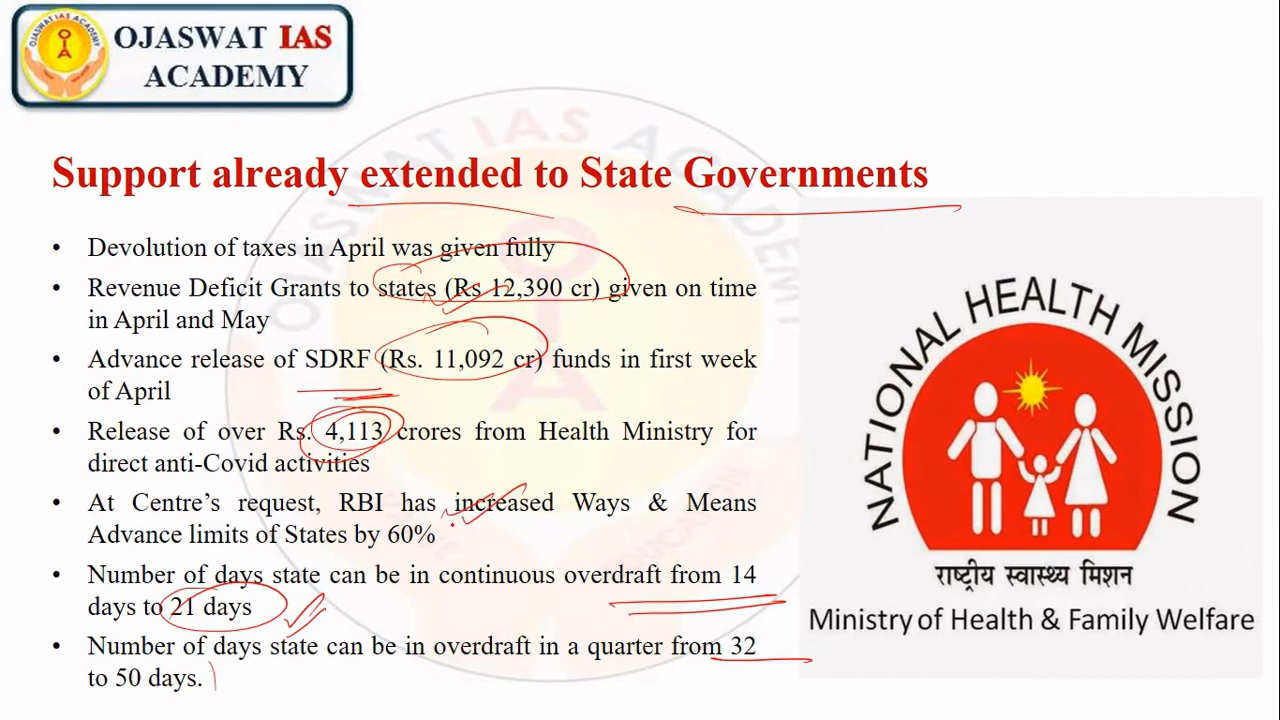 OJASWAT IAS
ACADEMY
Support already extended to State Governments
• Devolution of taxes in April was given fully
• Revenue Deficit Grants to states (Rs 12,390 cr) given on time
in April and May
• Advance release of SDRF (Rs. 11,092 cr) funds in first week
of April
• Release of over Rs. 4,113 crores from Health Ministry for
direct anti-Covid activities
• At Centre's request, RBI has increased Ways & Means
Advance limits of States by 60%
• Number of days state can be in continuous overdraft from 14
days to 21 days
• Number of days state can be in overdraft in a quarter from 32
to 50 days.
NATIONAL HEALTH MISSION
राष्ट्रीय स्वास्थ्य मिशन
Ministry of Health & Family Welfare